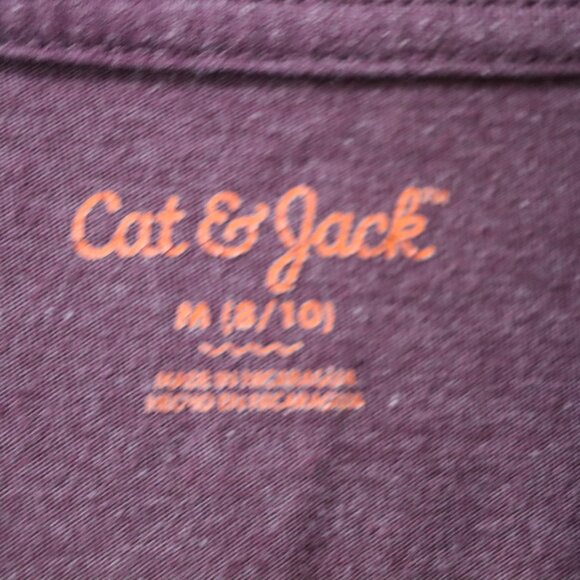 Cat & Jack™
M (8/10)
MADE IN NICARAGUA
HECHO EN NICARAGUA